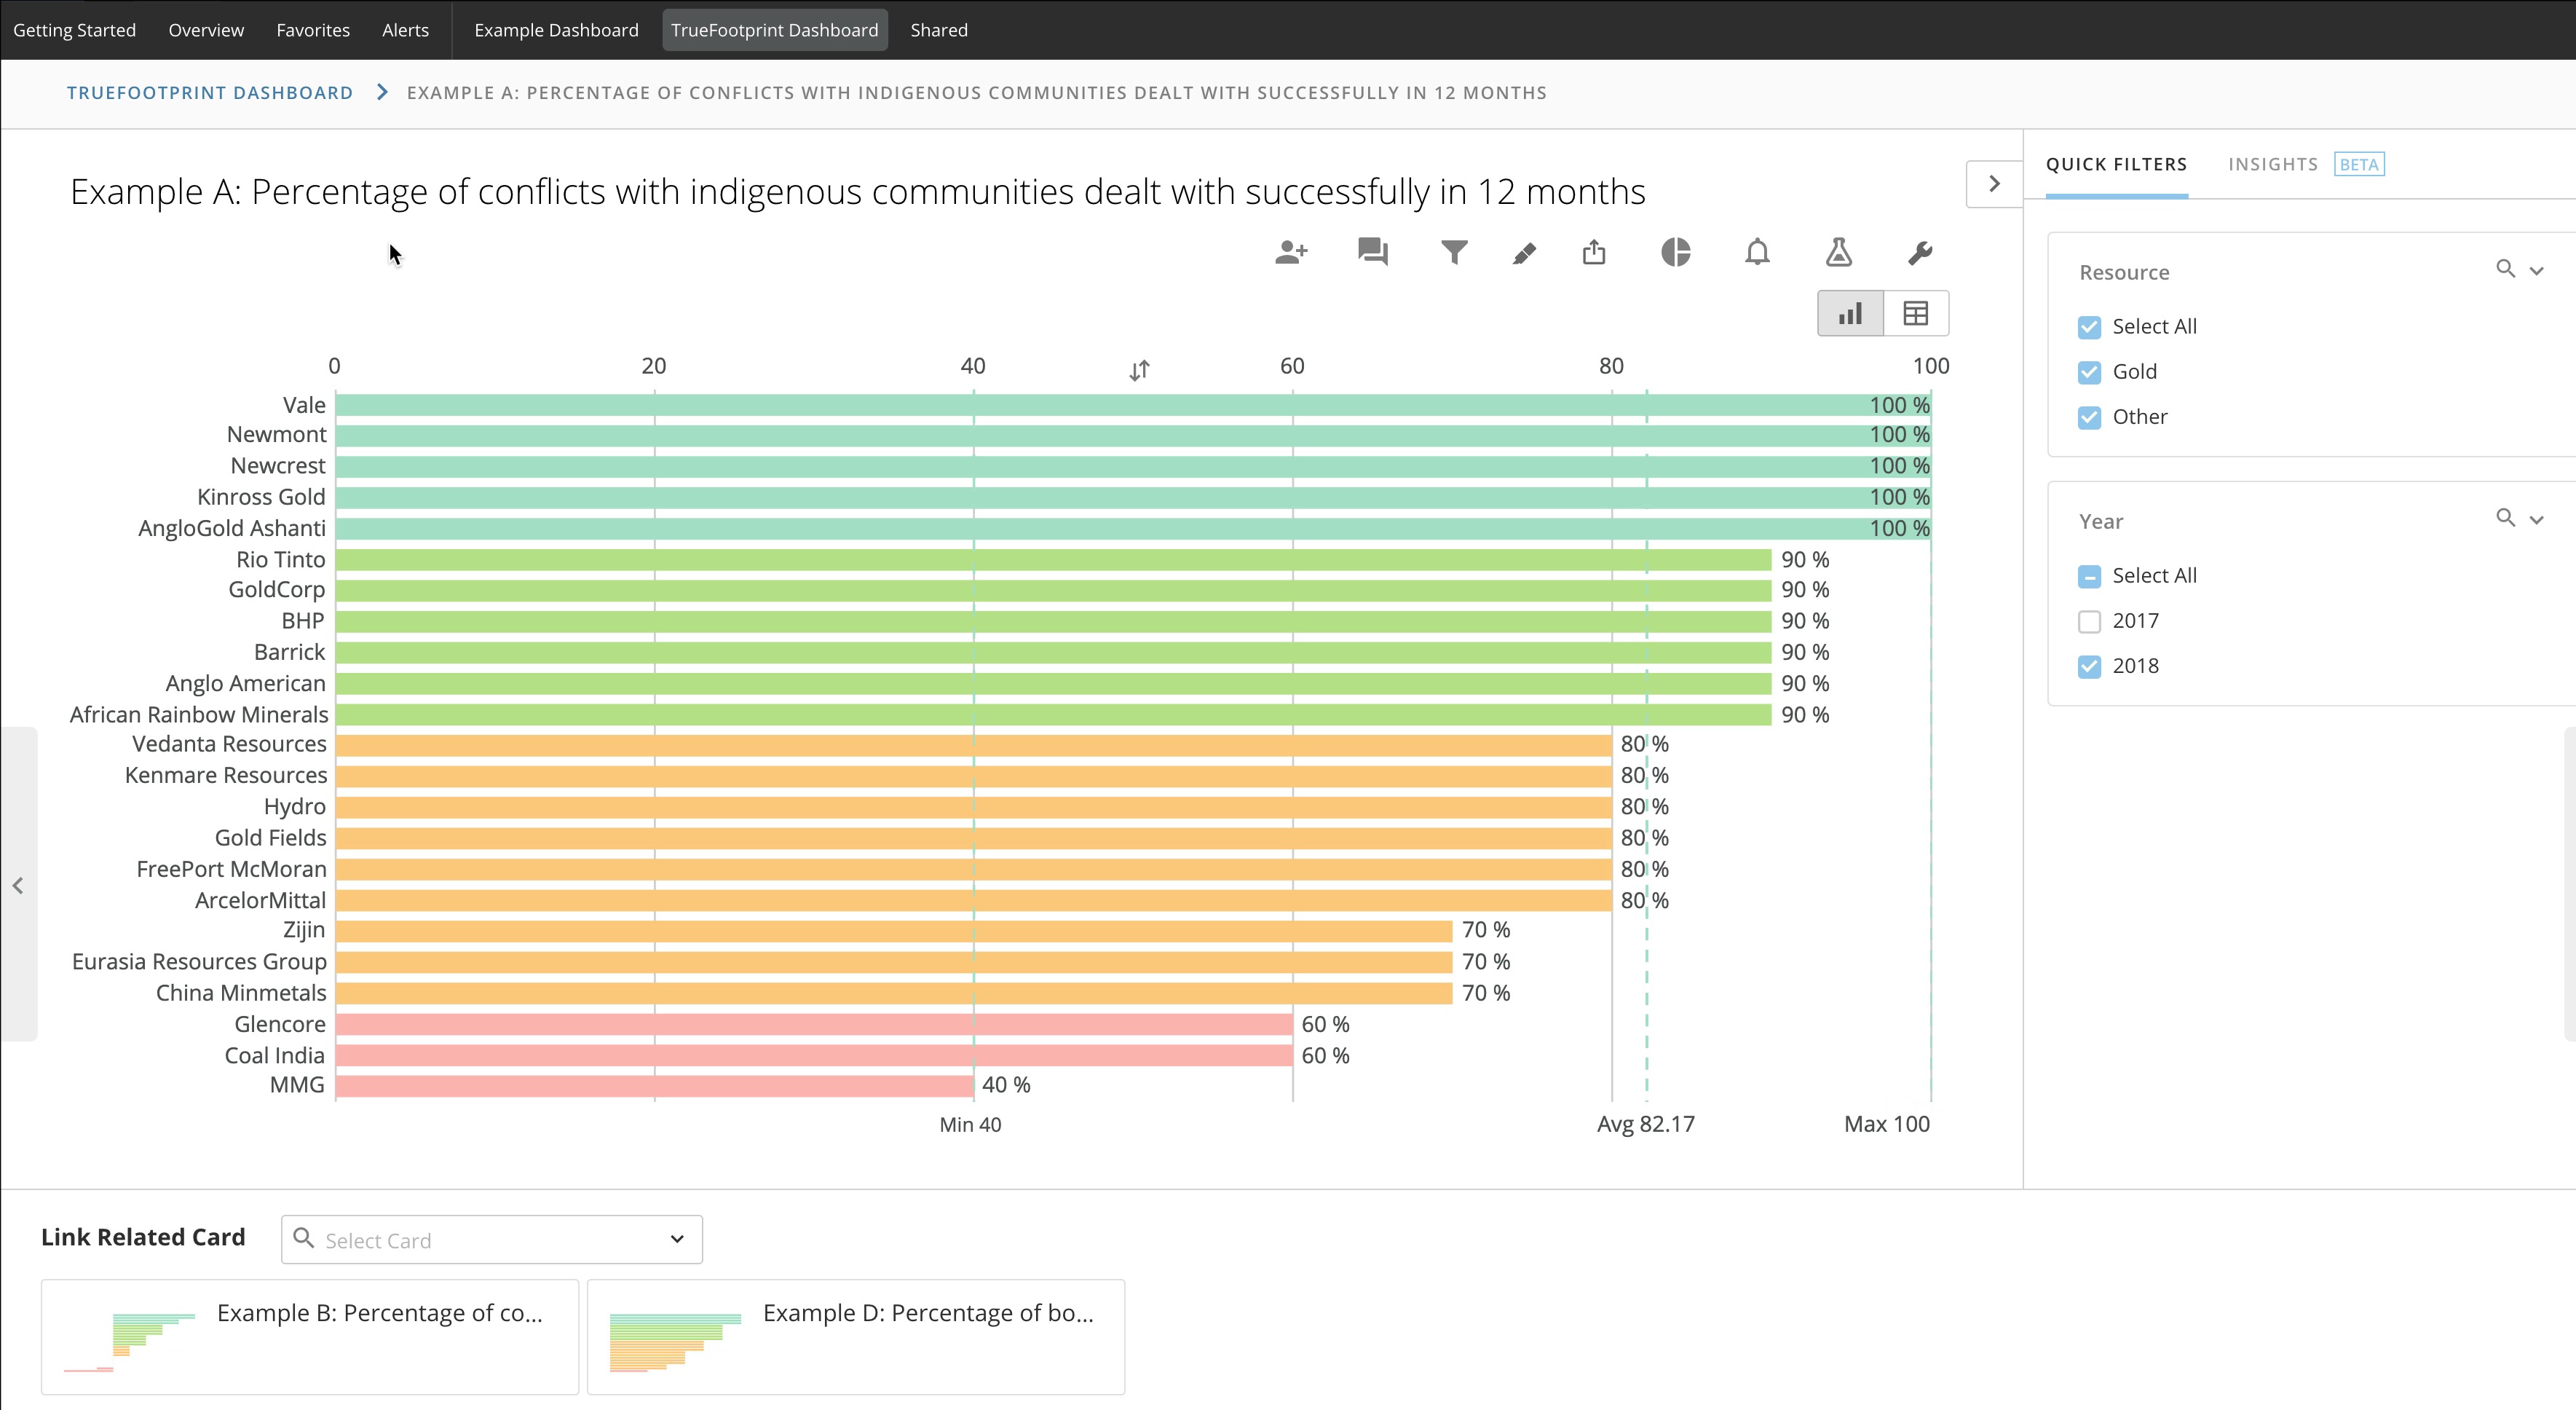 Getting Started Overview Favorites Alerts Example Dashboard TrueFootprint Dashboard Shared
TRUEFOOTPRINT DASHBOARD EXAMPLE A: PERCENTAGE OF CONFLICTS WITH INDIGENOUS COMMUNITIES DEALT WITH SUCCESSFULLY IN 12 MONTHS
Example A: Percentage of conflicts with indigenous communities dealt with successfully in 12 months
0 20 40 60 80 100
Vale 100 %
Newmont 100 %
Newcrest 100 %
Kinross Gold 100 %
AngloGold Ashanti 100 %
Rio Tinto 90 %
GoldCorp 90 %
BHP 90 %
Barrick 90 %
Anglo American 90 %
African Rainbow Minerals 90 %
Vedanta Resources 80 %
Kenmare Resources 80 %
Hydro 80 %
Gold Fields 80 %
FreePort McMoran 80 %
ArcelorMittal 80 %
Zijin 70 %
Eurasia Resources Group 70 %
China Minmetals 70 %
Glencore 60 %
Coal India 60 %
MMG 40 %
Min 40 Avg 82.17 Max 100
QUICK FILTERS INSIGHTS BETA
Resource
Select All
Gold
Other
Year
Select All
2017
2018
Link Related Card Select Card
Example B: Percentage of co... Example D: Percentage of bo...